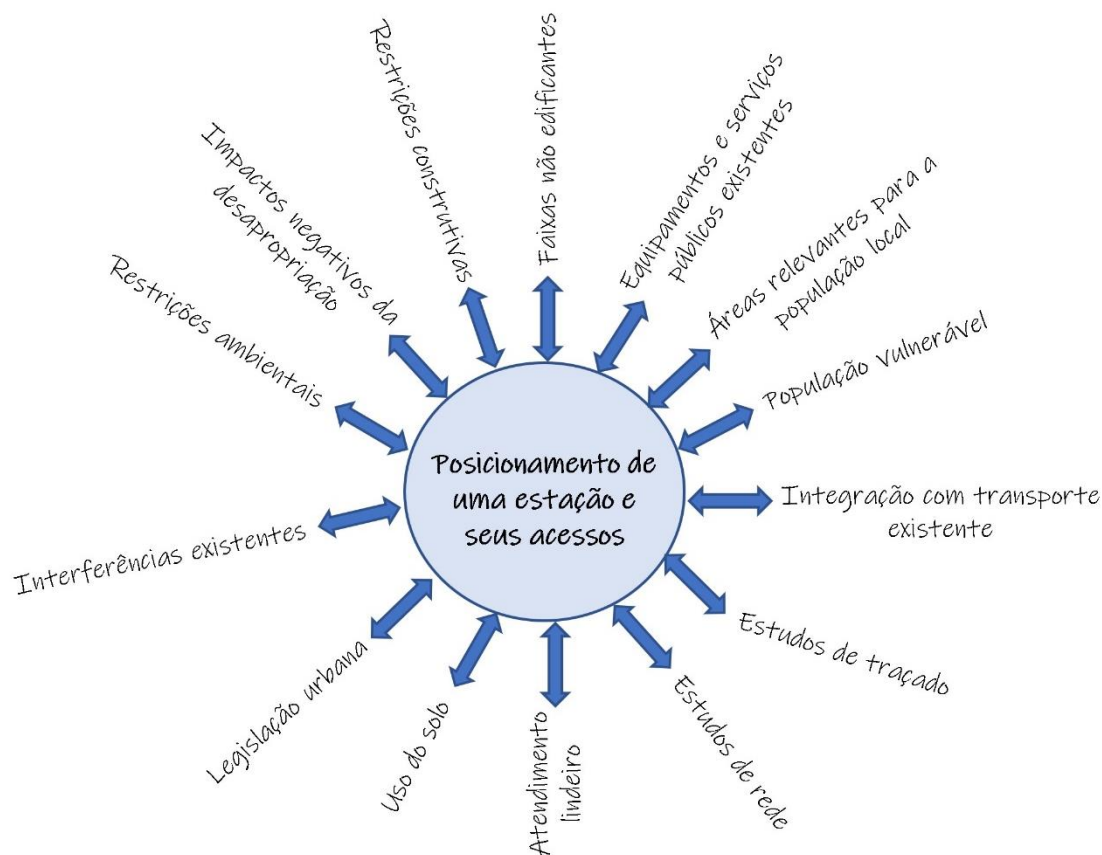 Posicionamento de
uma estação e
seus acessos
Faixas não edificantes
Equipamentos e serviços
públicos existentes
Áreas relevantes para a
população local
População vulnerável
Integração com transporte
existente
Estudos de traçado
Estudos de rede
Atendimento
lindeiro
Uso do solo
Legislação urbana
Interferências existentes
Restrições ambientais
Impactos negativos da
desapropriação
Restrições construtivas